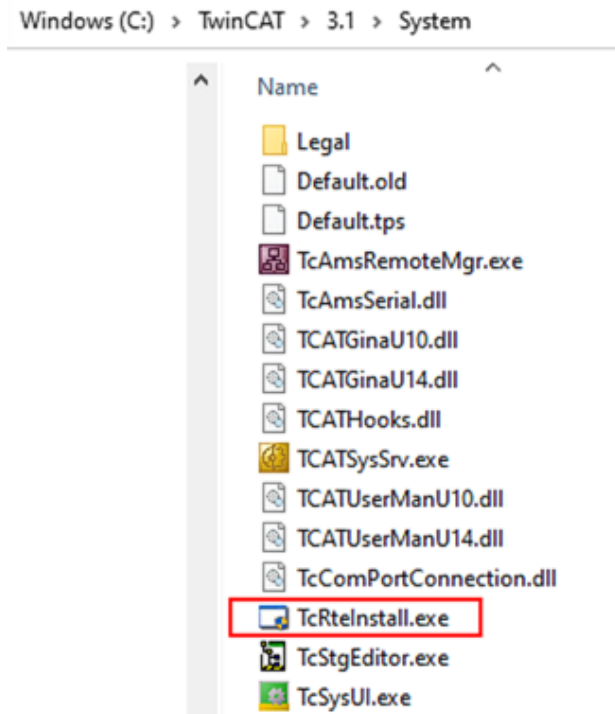 Windows (C:) > TwinCAT > 3.1 > System
Name
Legal
Default.old
Default.tps
TcAmsRemoteMgr.exe
TcAmsSerial.dll
TCATGinaU10.dll
TCATGinaU14.dll
TCATHooks.dll
TCATSysSrv.exe
TCATUserManU10.dll
TCATUserManU14.dll
TcComPortConnection.dll
TcRteInstall.exe
TcStgEditor.exe
TcSysUI.exe